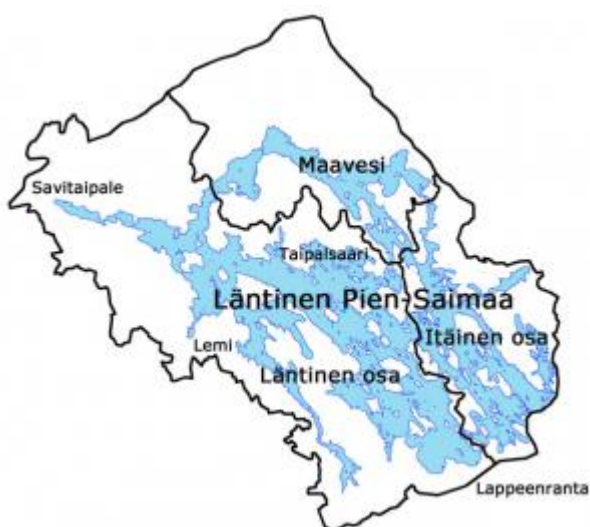 Maavesi
Savitaipale
Taipalsaari
Läntinen Pien-Saimaa
Itäinen osa
Lemi
Läntinen osa
Lappeenranta